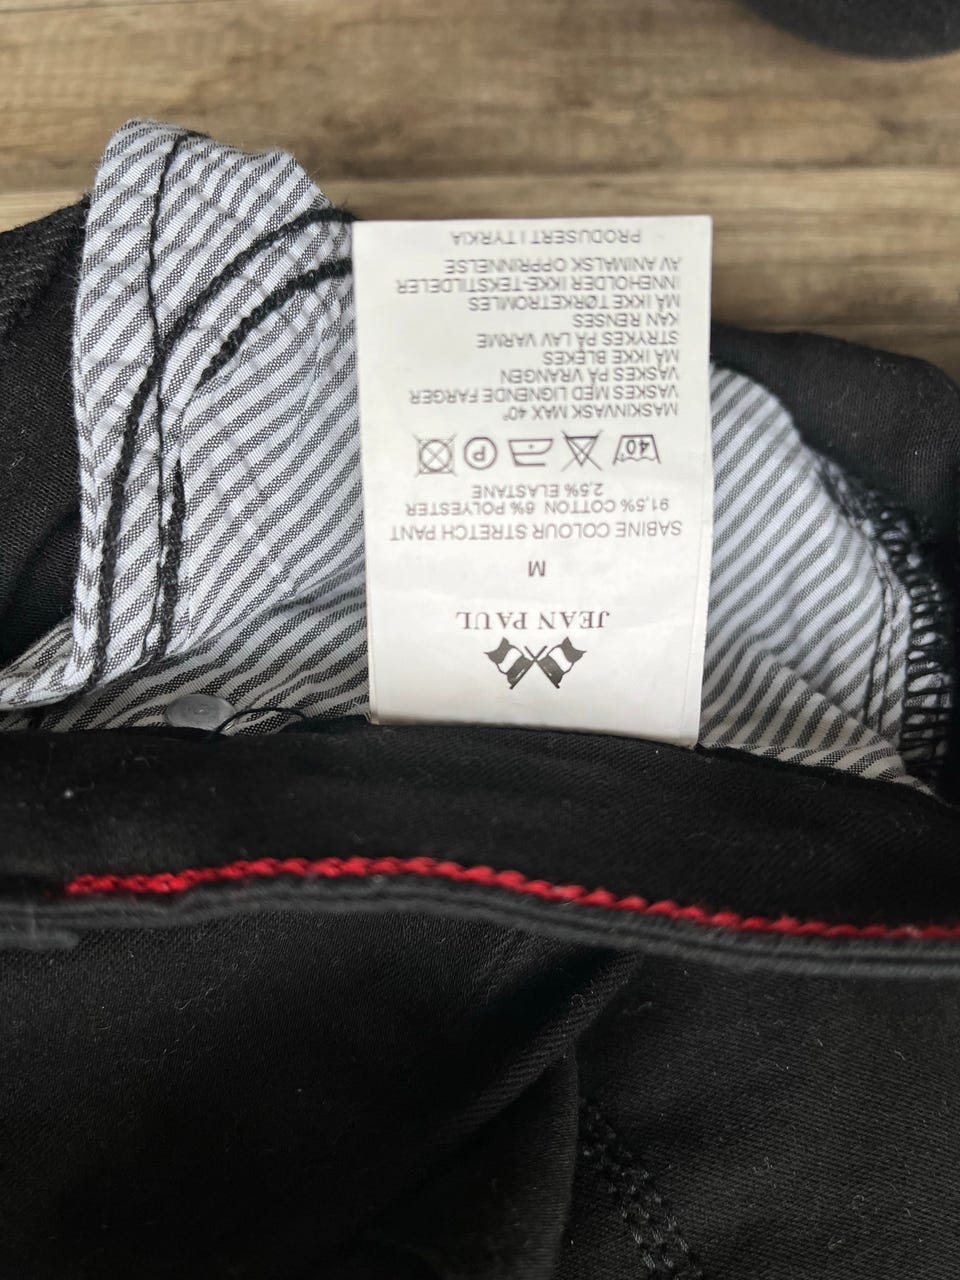 JEAN PAUL
M
SABINE COLOUR STRETCH PANT
91,5% COTTON 6% POLYESTER
2.5% ELASTANE
40°
P
MASKINVASK MAX 40°
VASKES MED LIGNENDE FARGER
VASKES PÅ VRANGEN
MÅ IKKE BLEKES
STRYKES PÅ LAV VARME
KAN RENSES
MÅ IKKE TØRKETROMLES
INNEHOLDER IKKE-TEKSTILDELER
AV ANIMALSK OPPRINNELSE
PRODUSERT I TYRKIA